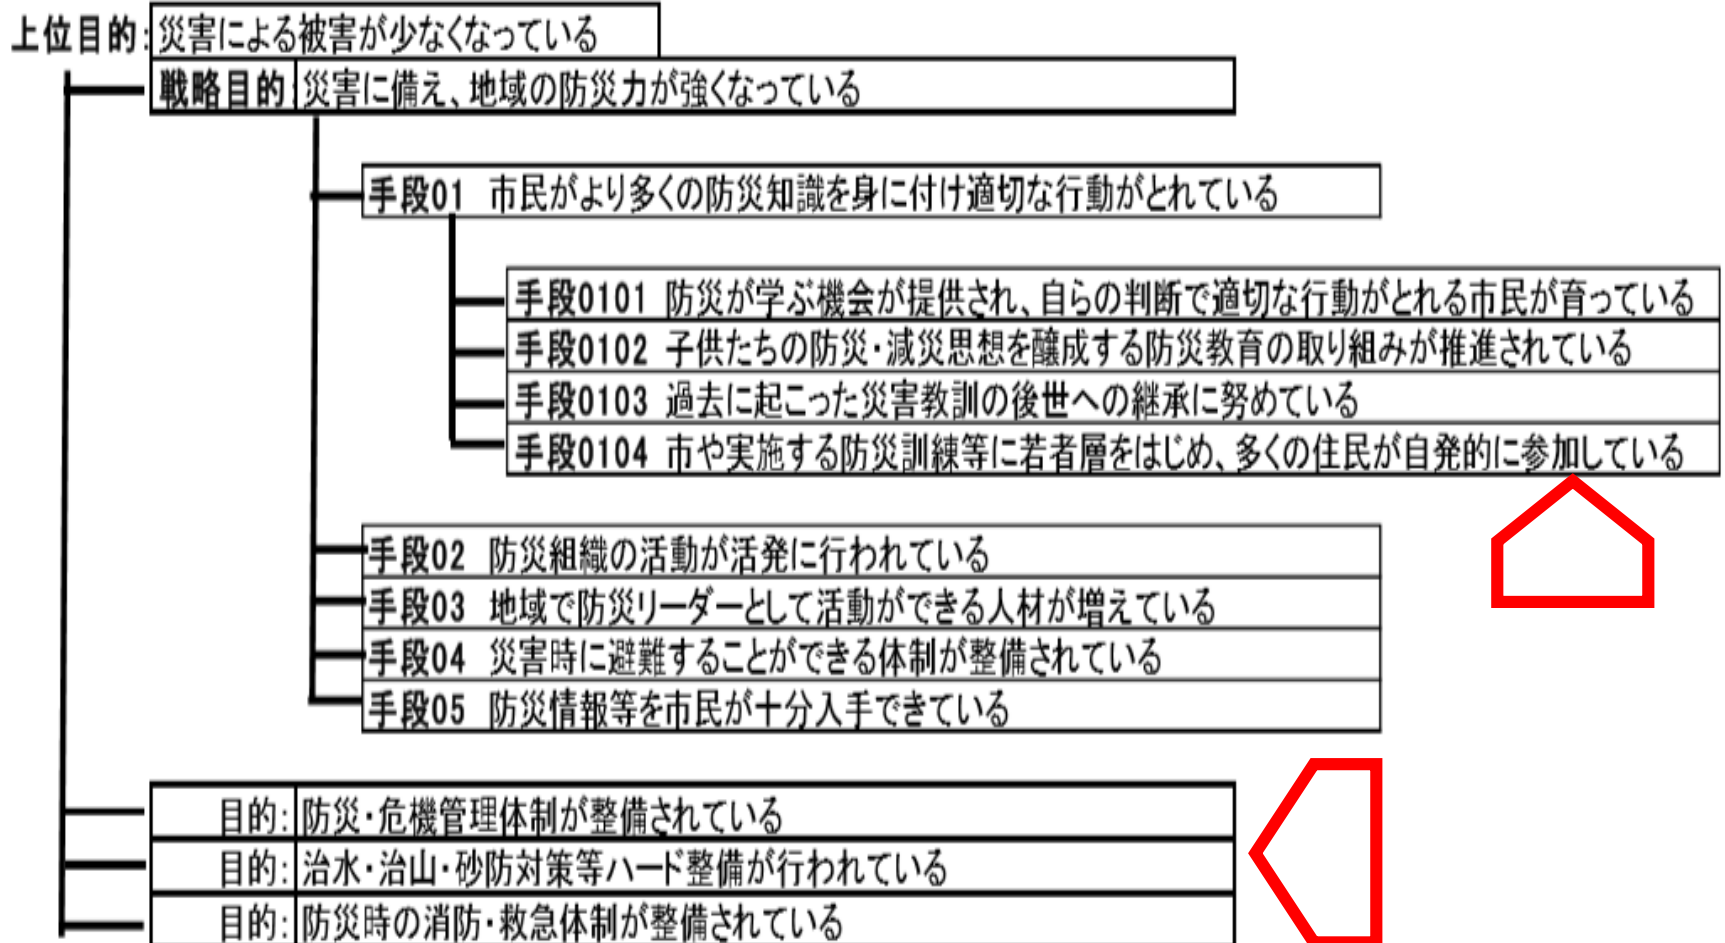 上位目的:災害による被害が少なくなっている
戦略目的:災害に備え、地域の防災力が強くなっている
手段01 市民がより多くの防災知識を身に付け適切な行動がとれている
手段0101 防災が学ぶ機会が提供され、自らの判断で適切な行動がとれる市民が育っている
手段0102 子供たちの防災・減災思想を醸成する防災教育の取り組みが推進されている
手段0103 過去に起こった災害教訓の後世への継承に努めている
手段0104 市や実施する防災訓練等に若者層をはじめ、多くの住民が自発的に参加している
手段02 防災組織の活動が活発に行われている
手段03 地域で防災リーダーとして活動ができる人材が増えている
手段04 災害時に避難することができる体制が整備されている
手段05 防災情報等を市民が十分入手できている
目的:防災・危機管理体制が整備されている
目的:治水・治山・砂防対策等ハード整備が行われている
目的:防災時の消防・救急体制が整備されている